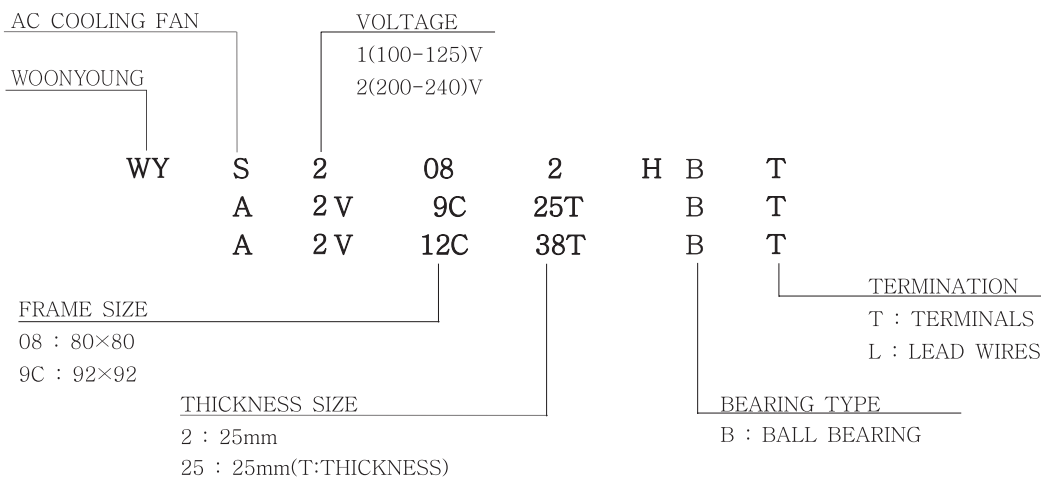 AC COOLING FAN
VOLTAGE
1(100-125)V
2(200-240)V
WOONYOUNG
WY S 2 08 2 H B T
A 2V 9C 25T B T
A 2V 12C 38T B T
TERMINATION
T : TERMINALS
L : LEAD WIRES
FRAME SIZE
08 : 80×80
9C : 92×92
THICKNESS SIZE
2 : 25mm
25 : 25mm(T:THICKNESS)
BEARING TYPE
B : BALL BEARING